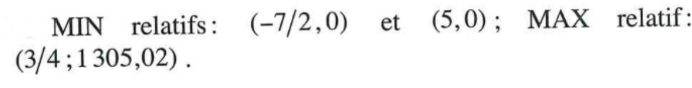 MIN relatifs: (−7/2,0) et (5,0); MAX relatif:
(3/4;1 305,02).